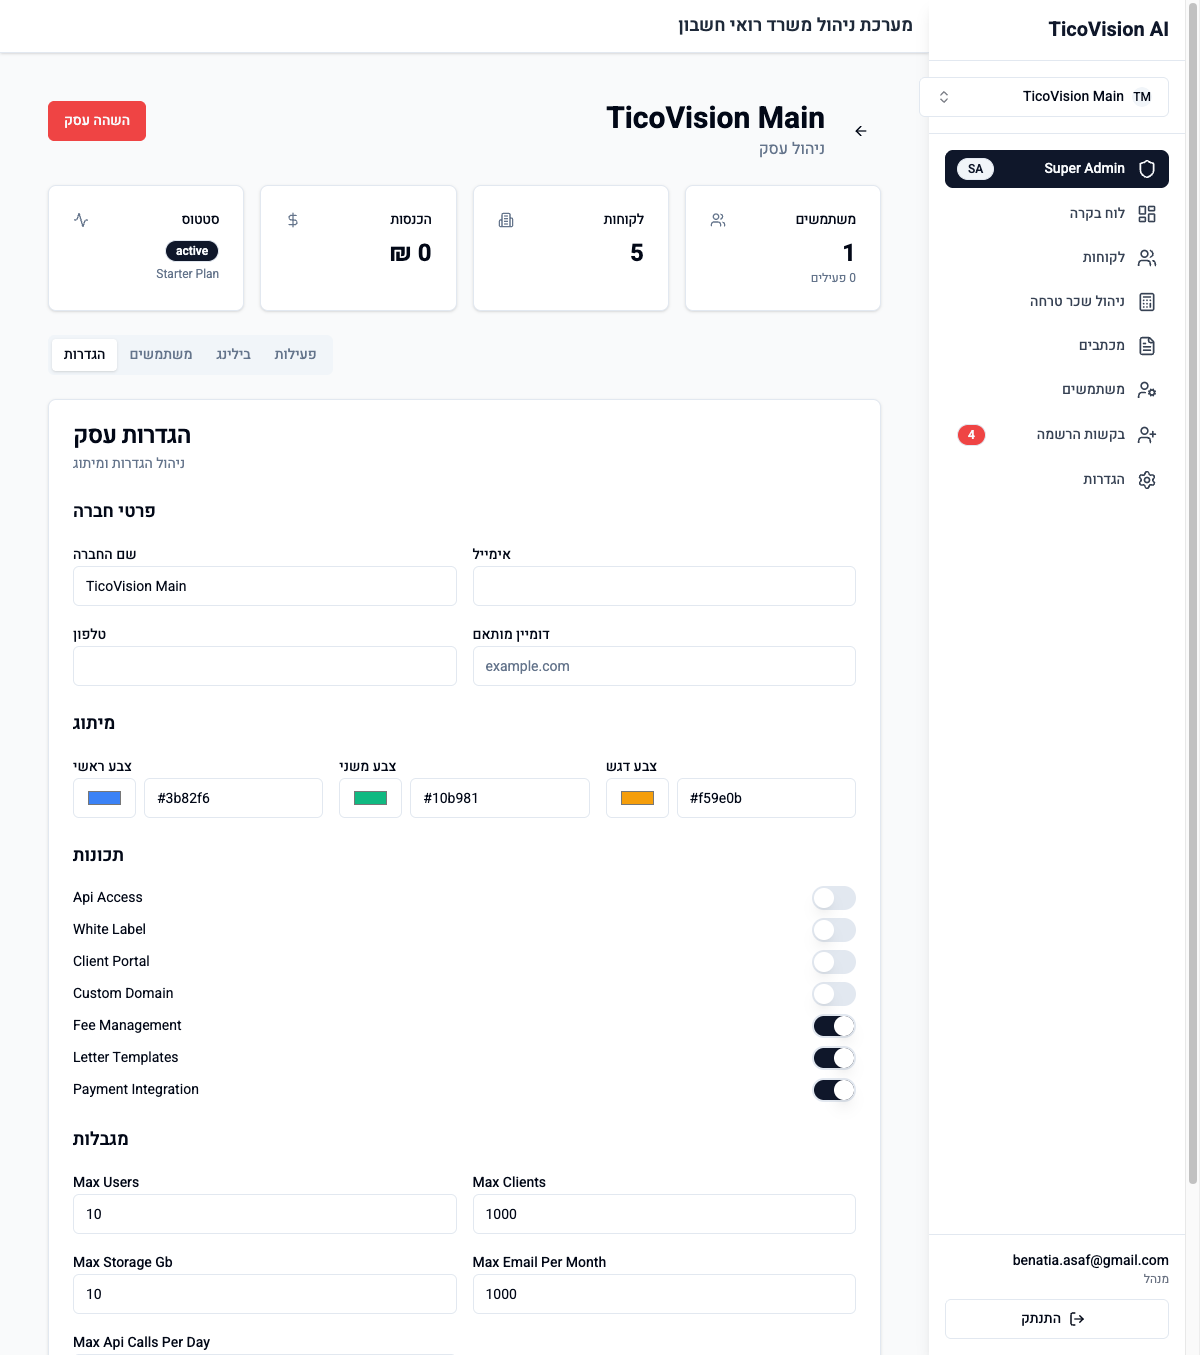 מערכת ניהול משרד רואי חשבון
TicoVision AI
TicoVision Main TM
Super Admin SA
לוח בקרה
לקוחות
ניהול שכר טרחה
מכתבים
משתמשים
בקשות הרשמה 4
הגדרות
benatia.asaf@gmail.com
מנהל
התנתק
TicoVision Main
ניהול עסק
השהה עסק
משתמשים
1
0 פעילים
לקוחות
5
הכנסות
0 ₪
סטטוס
active
Starter Plan
הגדרות משתמשים בילינג פעילות
הגדרות עסק
ניהול הגדרות ומיתוג
פרטי חברה
שם החברה
TicoVision Main
אימייל
טלפון
דומיין מותאם
example.com
מיתוג
צבע ראשי
#3b82f6
צבע משני
#10b981
צבע דגש
#f59e0b
תכונות
Api Access
White Label
Client Portal
Custom Domain
Fee Management
Letter Templates
Payment Integration
מגבלות
Max Users
10
Max Clients
1000
Max Storage Gb
10
Max Email Per Month
1000
Max Api Calls Per Day